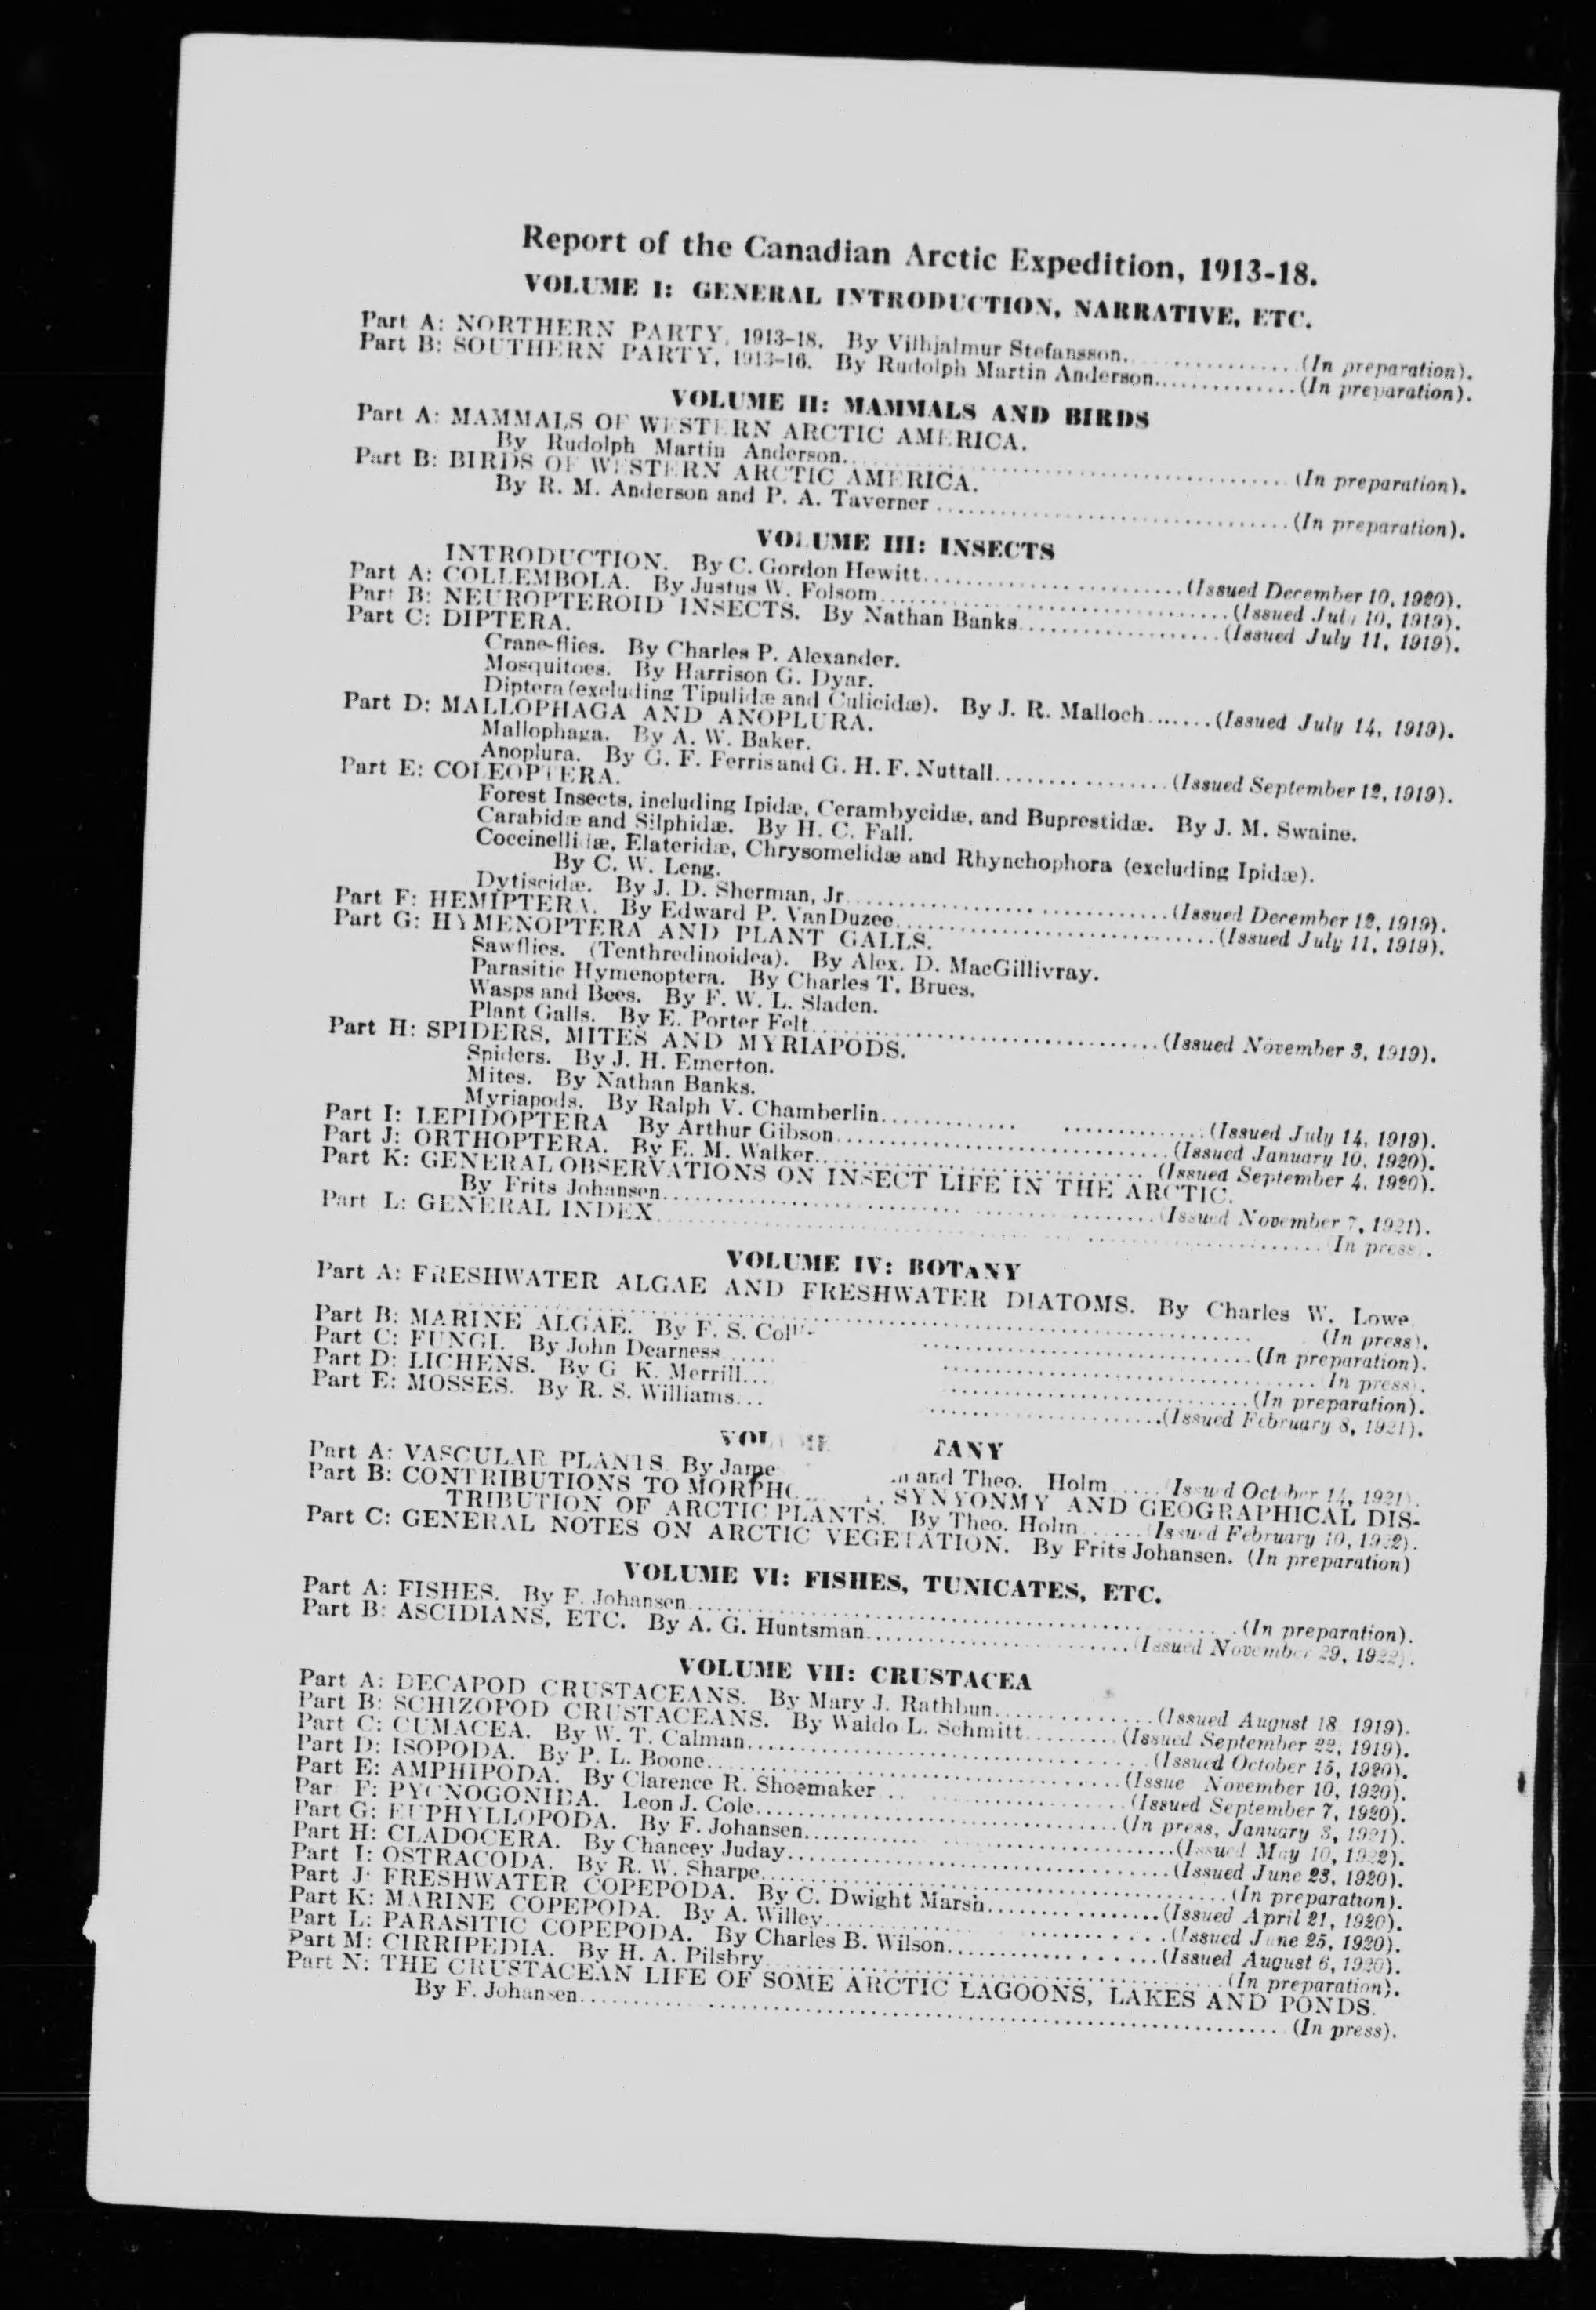 Report of the Canadian Arctic Expedition, 1913-18.
VOLUME I: GENERAL INTRODUCTION, NARRATIVE, ETC.
Part A: NORTHERN PARTY, 1913-18. By Vilhjalmur Stefansson. (In preparation).
Part B: SOUTHERN PARTY, 1913-16. By Rudolph Martin Anderson. (In preparation).
VOLUME II: MAMMALS AND BIRDS
Part A: MAMMALS OF WESTERN ARCTIC AMERICA.
By Rudolph Martin Anderson. (In preparation).
Part B: BIRDS OF WESTERN ARCTIC AMERICA.
By R. M. Anderson and P. A. Taverner (In preparation).
VOLUME III: INSECTS
INTRODUCTION. By C. Gordon Hewitt (Issued December 10, 1920).
Part A: COLLEMBOLA. By Justus W. Folsom (Issued July 10, 1919).
Part B: NEUROPTEROID INSECTS. By Nathan Banks (Issued July 11, 1919).
Part C: DIPTERA.
Crane-flies. By Charles P. Alexander.
Mosquitoes. By Harrison G. Dyar.
Diptera (excluding Tipulidæ and Culicidæ). By J. R. Malloch (Issued July 14, 1919).
Part D: MALLOPHAGA AND ANOPLURA.
Mallophaga. By A. W. Baker.
Anoplura. By G. F. Ferris and G. H. F. Nuttall (Issued September 12, 1919).
Part E: COLEOPTERA.
Forest Insects, including Ipidæ, Cerambycidæ, and Buprestidæ. By J. M. Swaine.
Carabidæ and Silphidæ. By H. C. Fall.
Coccinellidæ, Elateridæ, Chrysomelidæ and Rhynchophora (excluding Ipidæ).
By C. W. Leng.
Dytiscidæ. By J. D. Sherman, Jr (Issued December 12, 1919).
Part F: HEMIPTERA. By Edward P. VanDuzee (Issued July 11, 1919).
Part G: HYMENOPTERA AND PLANT GALLS.
Sawflies. (Tenthredinoidea). By Alex. D. MacGillivray.
Parasitic Hymenoptera. By Charles T. Brues.
Wasps and Bees. By F. W. L. Sladen.
Plant Galls. By E. Porter Felt (Issued November 3, 1919).
Part H: SPIDERS, MITES AND MYRIAPODS.
Spiders. By J. H. Emerton.
Mites. By Nathan Banks.
Myriapods. By Ralph V. Chamberlin (Issued July 14, 1919).
Part I: LEPIDOPTERA By Arthur Gibson (Issued January 10, 1920).
Part J: ORTHOPTERA. By E. M. Walker (Issued September 4, 1920).
Part K: GENERAL OBSERVATIONS ON INSECT LIFE IN THE ARCTIC.
By Frits Johansen (Issued November 7, 1921).
Part L: GENERAL INDEX (In press).
VOLUME IV: BOTANY
Part A: FRESHWATER ALGAE AND FRESHWATER DIATOMS. By Charles W. Lowe
(In press).
Part B: MARINE ALGAE. By F. S. (In preparation).
Part C: FUNGI. By John Dearness (In press).
Part D: LICHENS. By G. K. Merrill (In preparation).
Part E: MOSSES. By R. S. Williams (Issued February 8, 1921).
Part A: VASCULAR PLANTS. By and Theo. Holm (Issued October 14, 1921).
Part B: CONTRIBUTIONS TO SYNYONMY AND GEOGRAPHICAL DIS-
TRIBUTION OF ARCTIC PLANTS. By Theo. Holm (Issued February 10, 1922).
Part C: GENERAL NOTES ON ARCTIC VEGETATION. By Frits Johansen. (In preparation)
VOLUME VI: FISHES, TUNICATES, ETC.
Part A: FISHES. By F. Johansen (In preparation).
Part B: ASCIDIANS, ETC. By A. G. Huntsman (Issued November 29, 1922).
VOLUME VII: CRUSTACEA
Part A: DECAPOD CRUSTACEANS. By Mary J. Rathbun (Issued August 18 1919).
Part B: SCHIZOPOD CRUSTACEANS. By Waldo L. Schmitt (Issued September 22, 1919).
Part C: CUMACEA. By W. T. Calman (Issued October 15, 1920).
Part D: ISOPODA. By P. L. Boone (Issue November 10, 1920).
Part E: AMPHIPODA. By Clarence R. Shoemaker (Issued September 7, 1920).
Par F: PYCNOGONIDA. Leon J. Cole (In press, January 3, 1921).
Part G: EUPHYLLOPODA. By F. Johansen (Issued May 10, 1922).
Part H: CLADOCERA. By Chancey Juday (Issued June 23, 1920).
Part I: OSTRACODA. By R. W. Sharpe (In preparation).
Part J: FRESHWATER COPEPODA. By C. Dwight Marsh (Issued April 21, 1920).
Part K: MARINE COPEPODA. By A. Willey (Issued June 25, 1920).
Part L: PARASITIC COPEPODA. By Charles B. Wilson (Issued August 6, 1920).
Part M: CIRRIPEDIA. By H. A. Pilsbry (In preparation).
Part N: THE CRUSTACEAN LIFE OF SOME ARCTIC LAGOONS, LAKES AND PONDS.
By F. Johansen (In press).